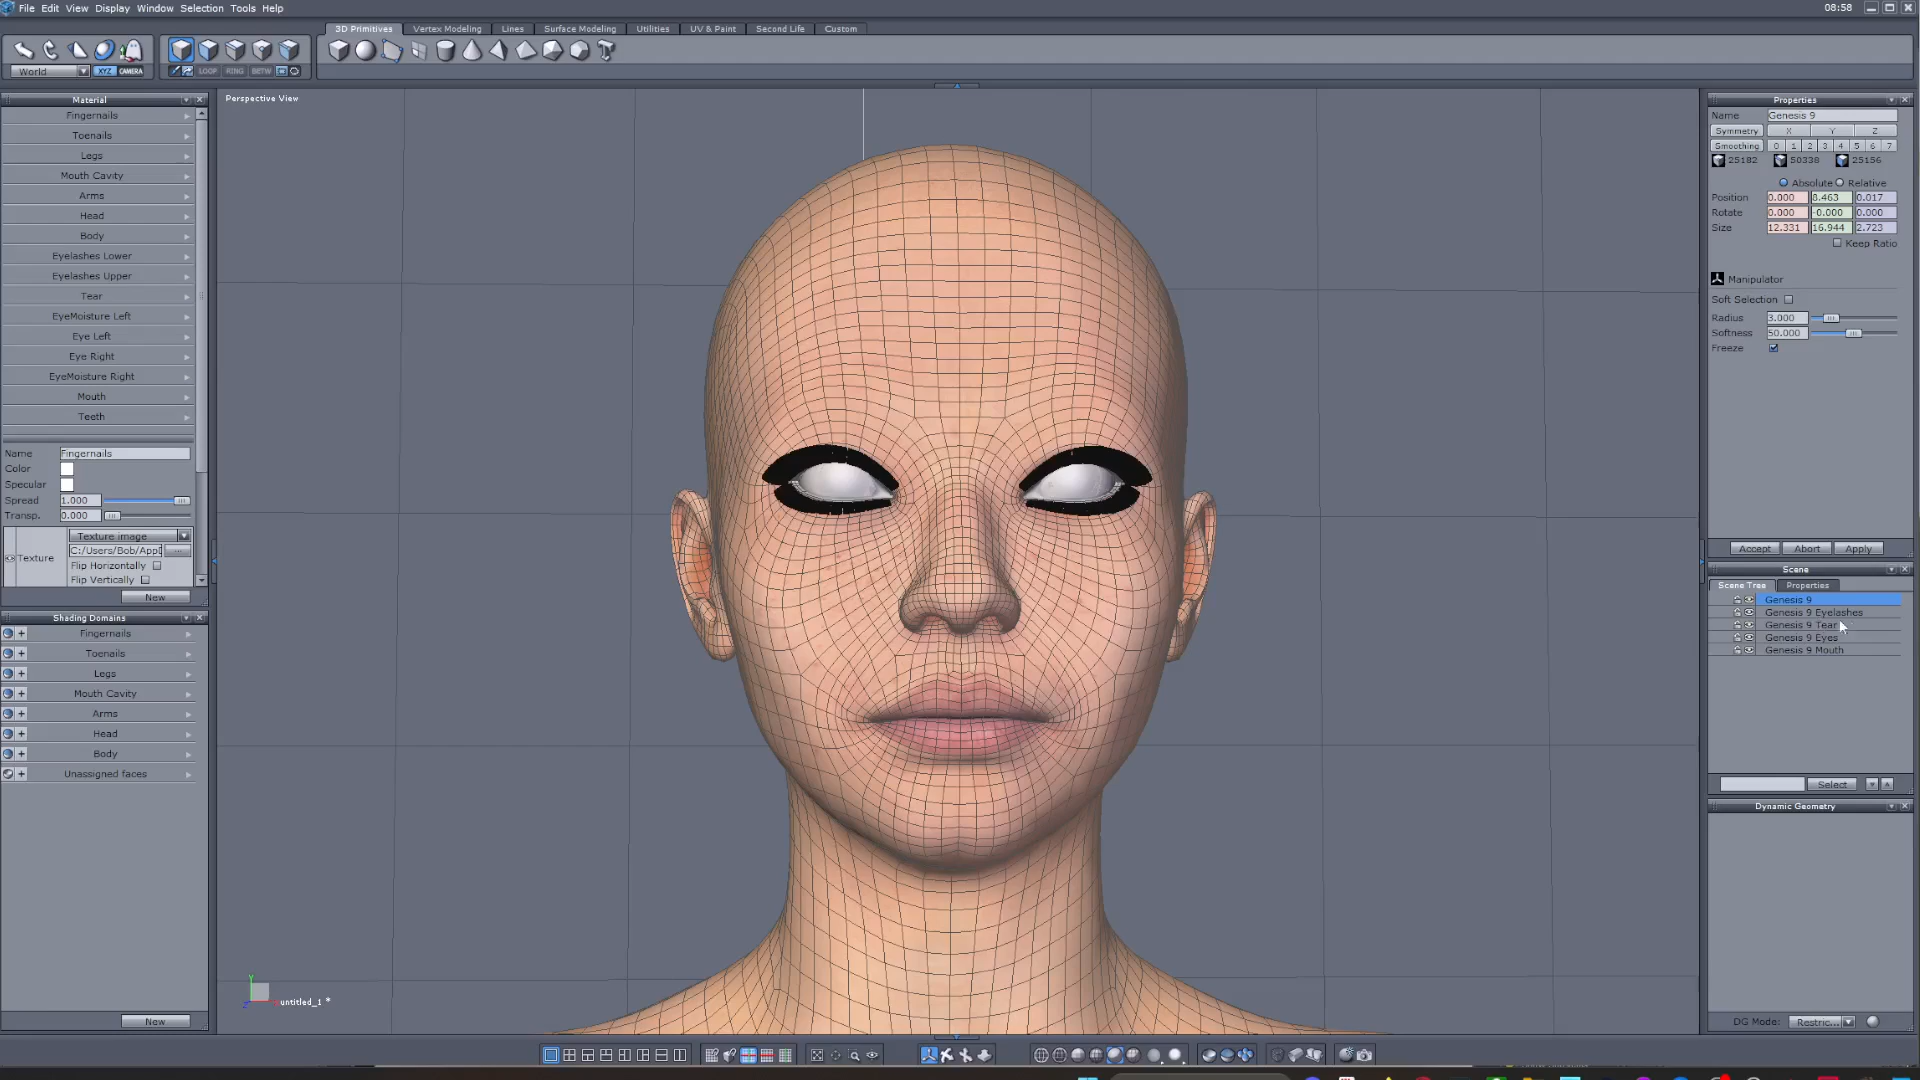 File Edit View Display Window Selection Tools Help
08:58
3D Primitives Vertex Modeling Lines Surface Modeling Utilities UV & Paint Second Life Custom
World
XYZ CAMERA
LOOP RING BETW
Material
Fingernails
Toenails
Legs
Mouth Cavity
Arms
Head
Body
Eyelashes Lower
Eyelashes Upper
Tear
EyeMoisture Left
Eye Left
Eye Right
EyeMoisture Right
Mouth
Teeth
Name Fingernails
Color
Specular
Spread 1.000
Transp. 0.000
Texture image
Texture
C:/Users/Bob/AppD
...
Flip Horizontally
Flip Vertically
New
Shading Domains
Fingernails
Toenails
Legs
Mouth Cavity
Arms
Head
Body
Unassigned faces
New
Perspective View
Y
untitled_1 *
Properties
Name Genesis 9
Symmetry X Y Z
Smoothing 0 1 2 3 4 5 6 7
25182 50338 25156
Absolute Relative
Position 0.000 8.463 0.017
Rotate 0.000 -0.000 0.000
Size 12.331 16.944 2.723
Keep Ratio
Manipulator
Soft Selection
Radius 3.000
Softness 50.000
Freeze
Accept Abort Apply
Scene
Scene Tree Properties
Genesis 9
Genesis 9 Eyelashes
Genesis 9 Tear
Genesis 9 Eyes
Genesis 9 Mouth
Select
Dynamic Geometry
DG Mode: Restric...